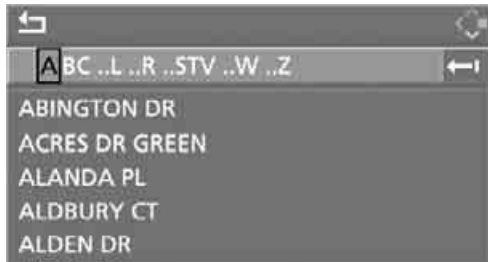 ABC ..L ..R ..STV ..W ..Z
ABINGTON DR
ACRES DR GREEN
ALANDA PL
ALDBURY CT
ALDEN DR